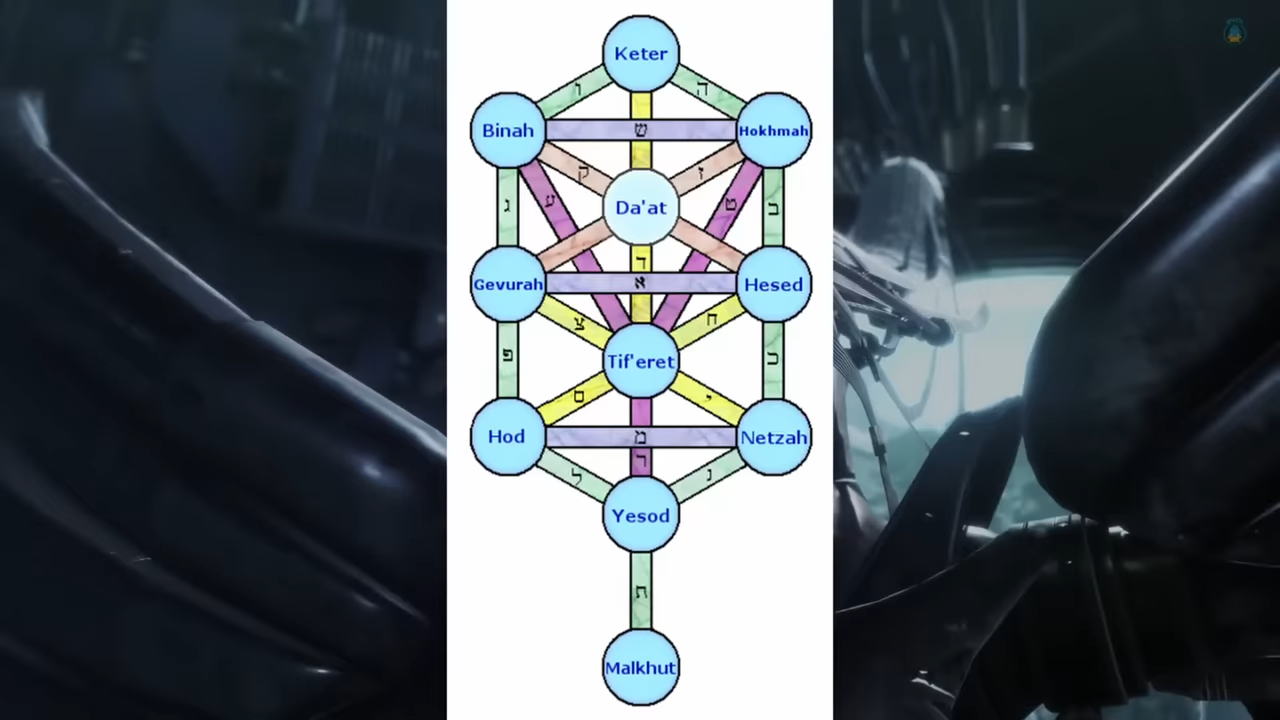 Keter
ו
ה
Binah
ש
Hokhmah
ק
ז
ע
ט
ג
Da'at
ב
ד
Gevurah
א
Hesed
צ
ח
פ
Tif'eret
כ
ס
י
Hod
מ
Netzah
ר
ל
נ
Yesod
ת
Malkhut